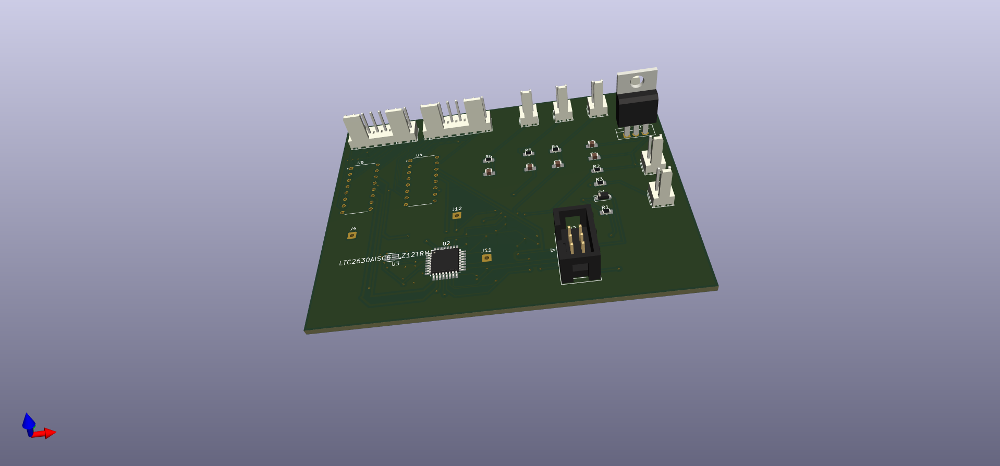 U5
U4
R6
R5
R4
R2
R3
R1
J12
J4
U2
J11
LTC2630AISC6-LZ12TRM
U3